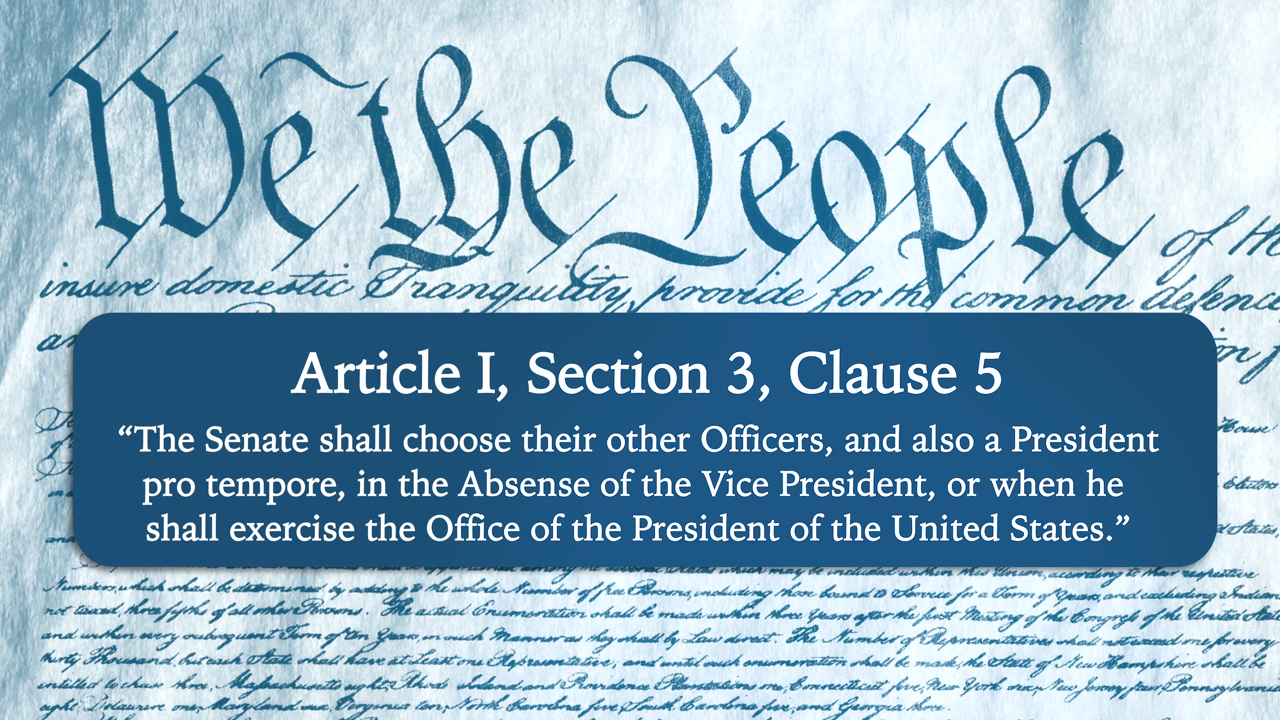 We the People of the
insure domestic Tranquility, provide for the common defence
Article I, Section 3, Clause 5
“The Senate shall choose their other Officers, and also a President
pro tempore, in the Absense of the Vice President, or when he
shall exercise the Office of the President of the United States.”
Numbers, which shall be determined by adding to the whole Number of free Persons, including those bound to Service for a Term of Years, and excluding Indians
not taxed, three fifths of all other Persons. The actual Enumeration shall be made within three Years after the first Meeting of the Congress of the United States
and within every subsequent Term of ten Years, in such Manner as they shall by Law direct. The Number of Representatives shall not exceed one for every
thirty Thousand, but each State shall have at Least one Representative; and until such enumeration shall be made, the State of New Hampshire shall be
entitled to chuse three, Massachusetts eight, Rhode Island and Providence Plantations one, Connecticut five, New York six, New Jersey four, Pennsylvania
eight, Delaware one, Maryland six, Virginia ten, North Carolina five, South Carolina five, and Georgia three.